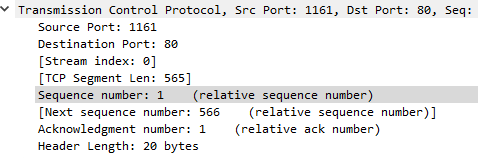 Transmission Control Protocol, Src Port: 1161, Dst Port: 80, Seq:
Source Port: 1161
Destination Port: 80
[Stream index: 0]
[TCP Segment Len: 565]
Sequence number: 1    (relative sequence number)
[Next sequence number: 566    (relative sequence number)]
Acknowledgment number: 1    (relative ack number)
Header Length: 20 bytes